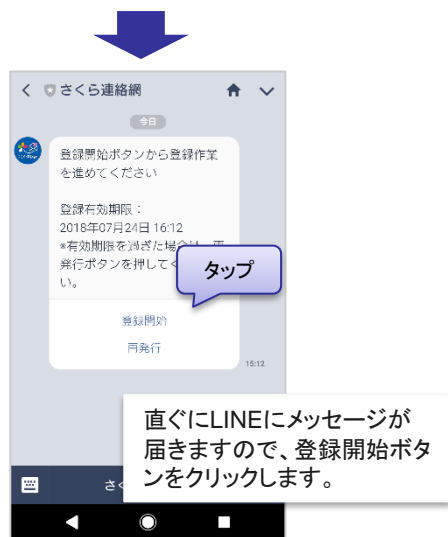 さくら連絡網
今日
登録開始ボタンから登録作業
を進めてください
登録有効期限：
2018年07月24日 16:12
※有効期限を過ぎた場合は、再
発行ボタンを押してく
い。
タップ
登録開始
再発行
15:12
直ぐにLINEにメッセージが
届きますので、登録開始ボタ
ンをクリックします。
さく